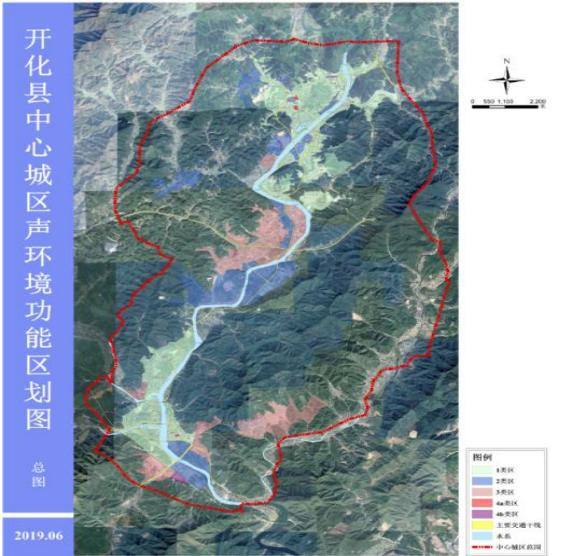 开化县中心城区声环境功能区划图
总图
2019.06
N
0 550 1,100 2,200
图例
1类区
2类区
3类区
4a类区
4b类区
主要交通干线
水系
中心城区范围